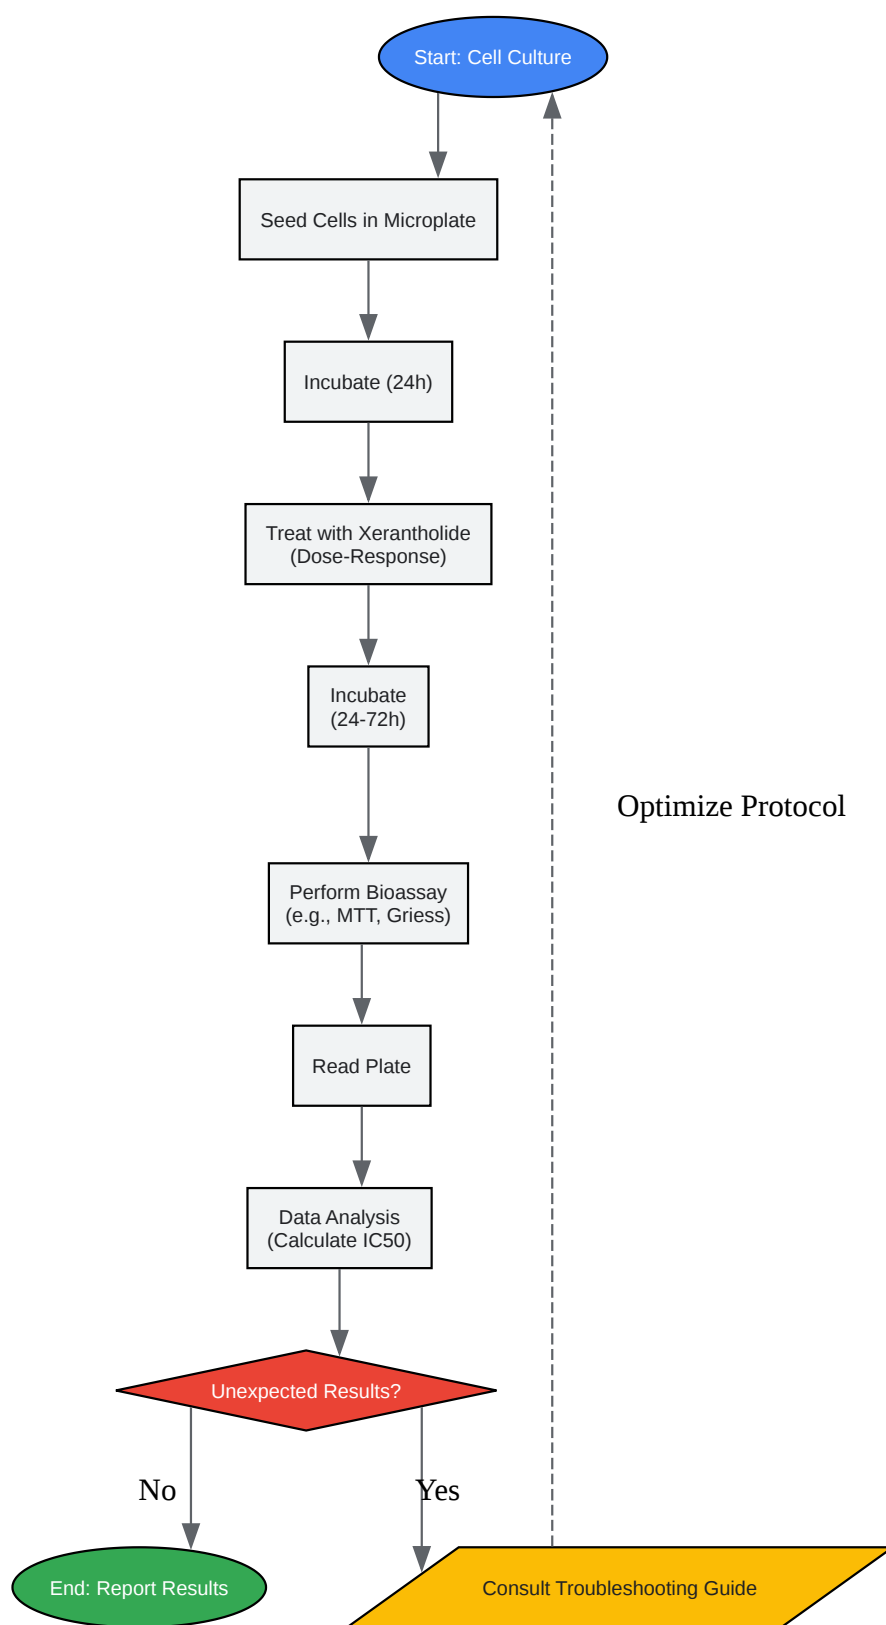 Start: Cell Culture
Seed Cells in Microplate
Incubate (24h)
Treat with Xerantholide
(Dose-Response)
Incubate
(24-72h)
Optimize Protocol
Perform Bioassay
(e.g., MTT, Griess)
Read Plate
Data Analysis
(Calculate IC50)
Unexpected Results?
No
Yes
End: Report Results
Consult Troubleshooting Guide